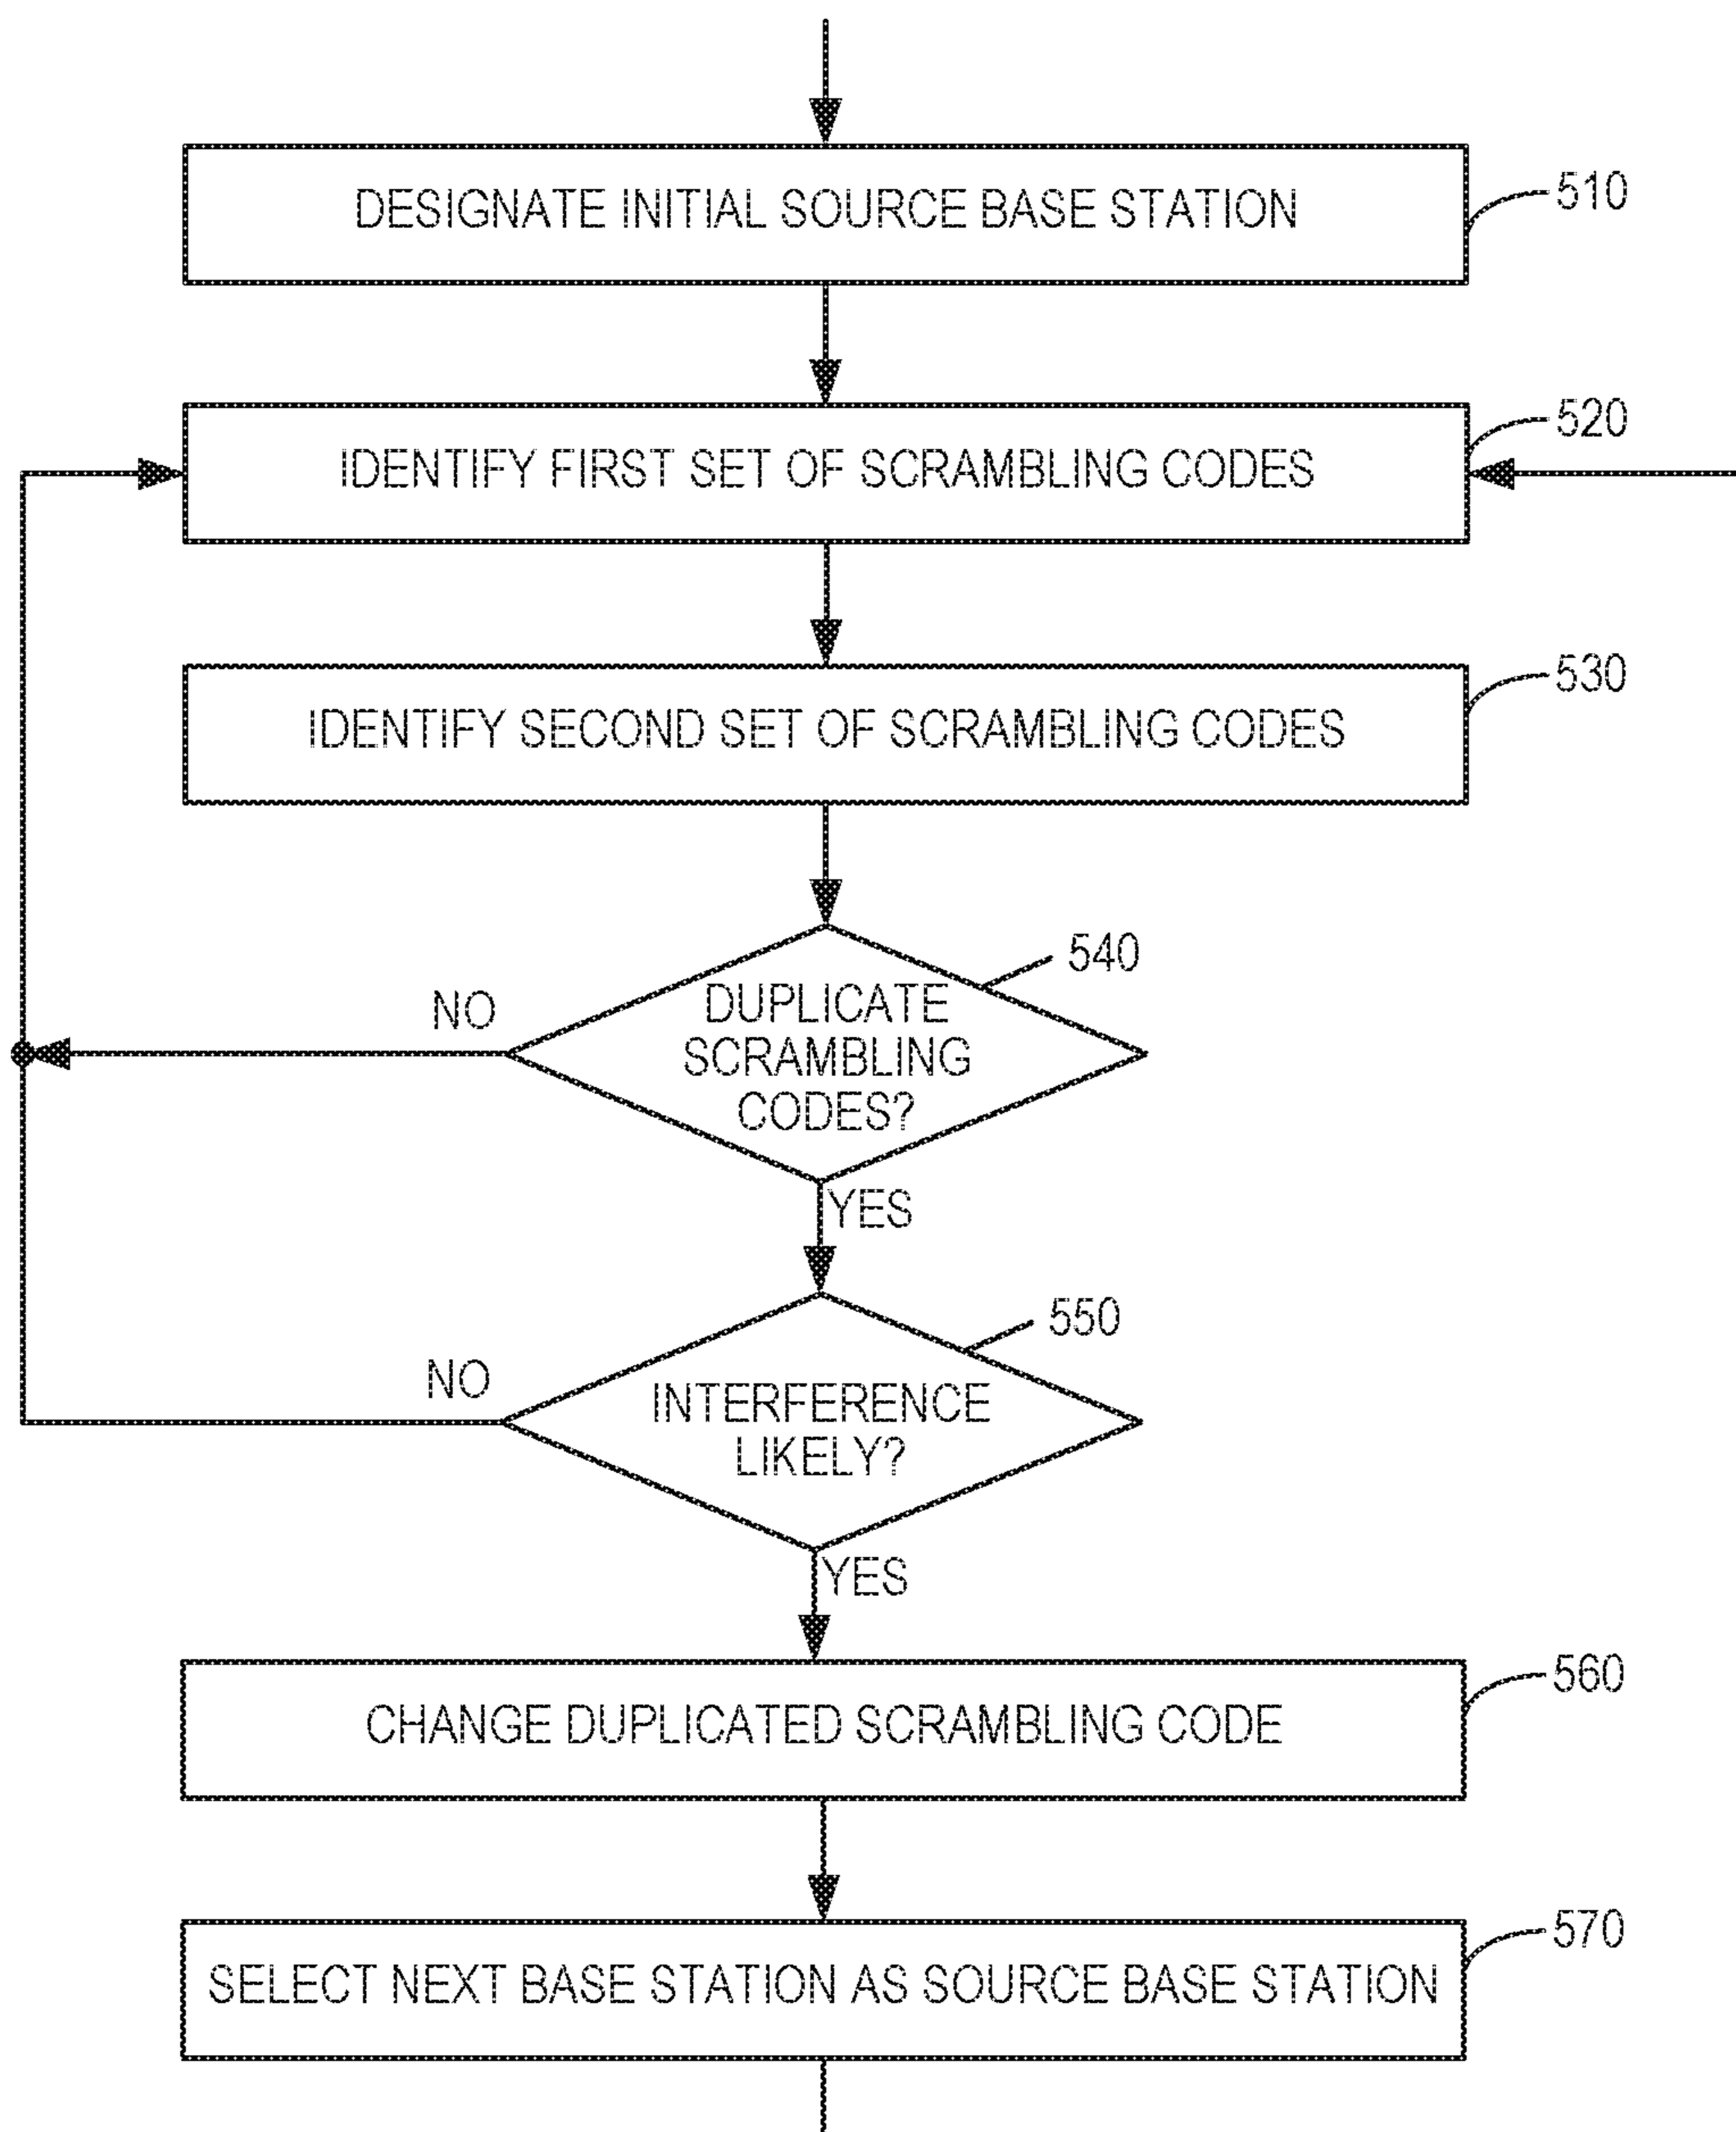 DESIGNATE INITIAL SOURCE BASE STATION
510
IDENTIFY FIRST SET OF SCRAMBLING CODES
520
IDENTIFY SECOND SET OF SCRAMBLING CODES
530
540
NO
DUPLICATE
SCRAMBLING
CODES?
YES
550
NO
INTERFERENCE
LIKELY?
YES
CHANGE DUPLICATED SCRAMBLING CODE
560
SELECT NEXT BASE STATION AS SOURCE BASE STATION
570